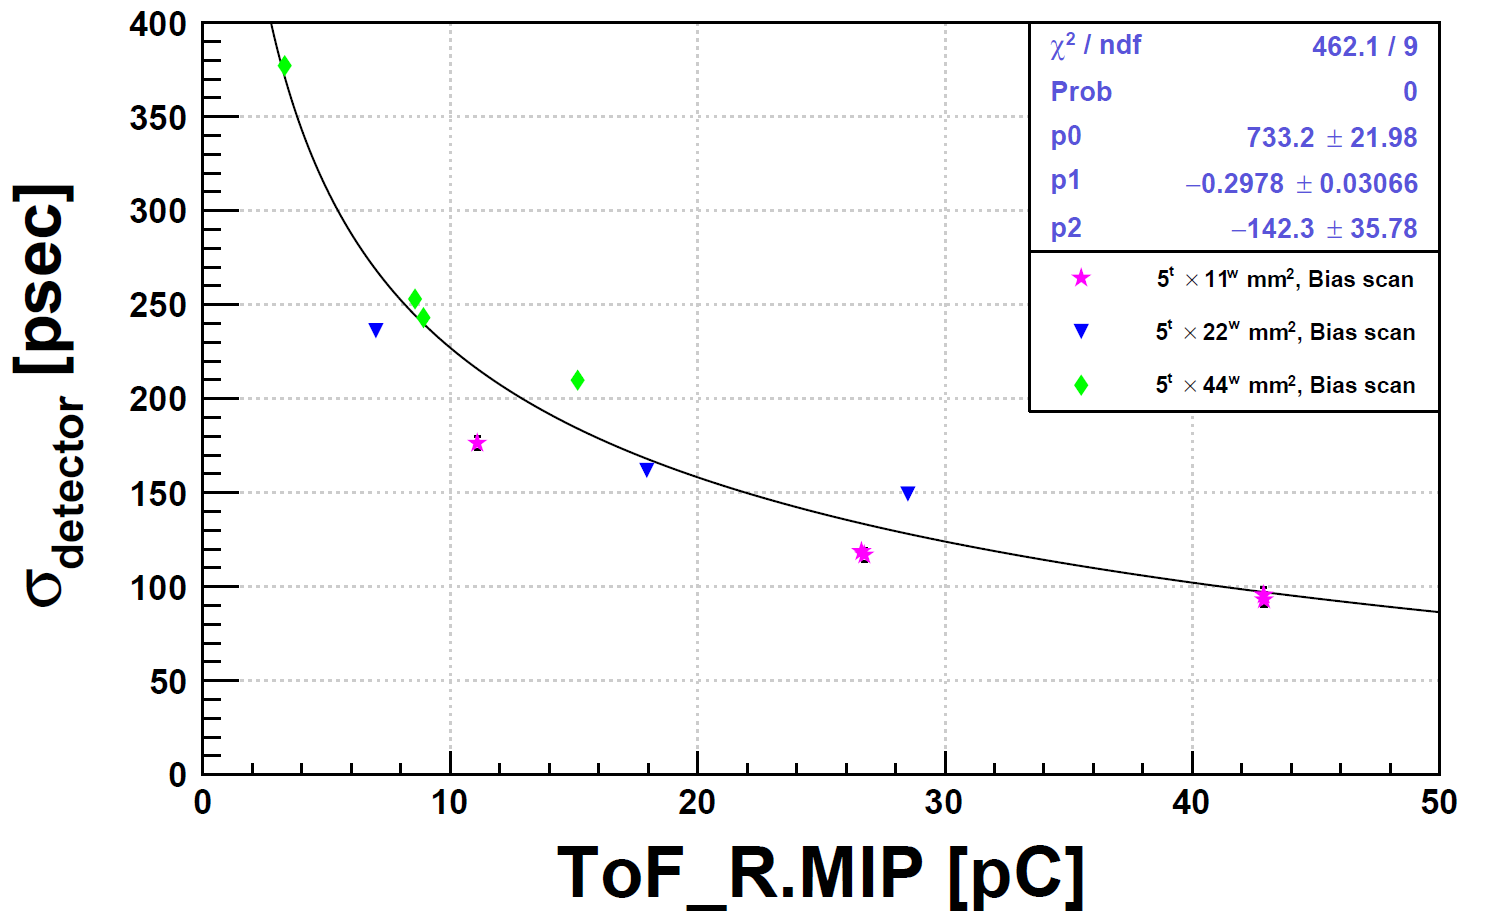 400
350
300
250
200
150
100
50
0
0 10 20 30 40 50
σdetector [psec]
ToF_R.MIP [pC]
χ² / ndf 462.1 / 9
Prob 0
p0 733.2 ± 21.98
p1 −0.2978 ± 0.03066
p2 −142.3 ± 35.78
5ᵗ × 11ʷ mm², Bias scan
5ᵗ × 22ʷ mm², Bias scan
5ᵗ × 44ʷ mm², Bias scan